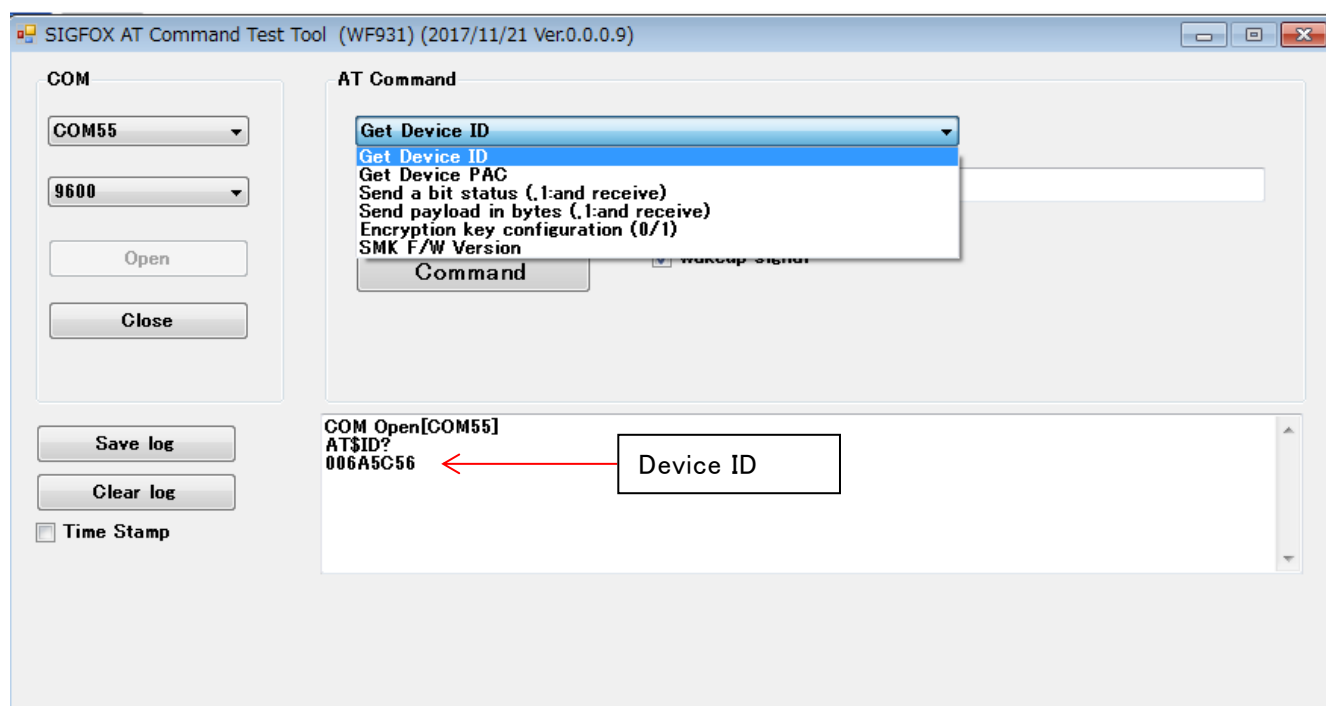 SIGFOX AT Command Test Tool (WF931) (2017/11/21 Ver.0.0.0.9)
COM
COM55
9600
Open
Close
AT Command
Get Device ID
Get Device ID
Get Device PAC
Send a bit status (,1:and receive)
Send payload in bytes (,1:and receive)
Encryption key configuration (0/1)
SMK F/W Version
Command
wakeup signal
Save log
Clear log
Time Stamp
COM Open[COM55]
AT$ID?
006A5C56
Device ID